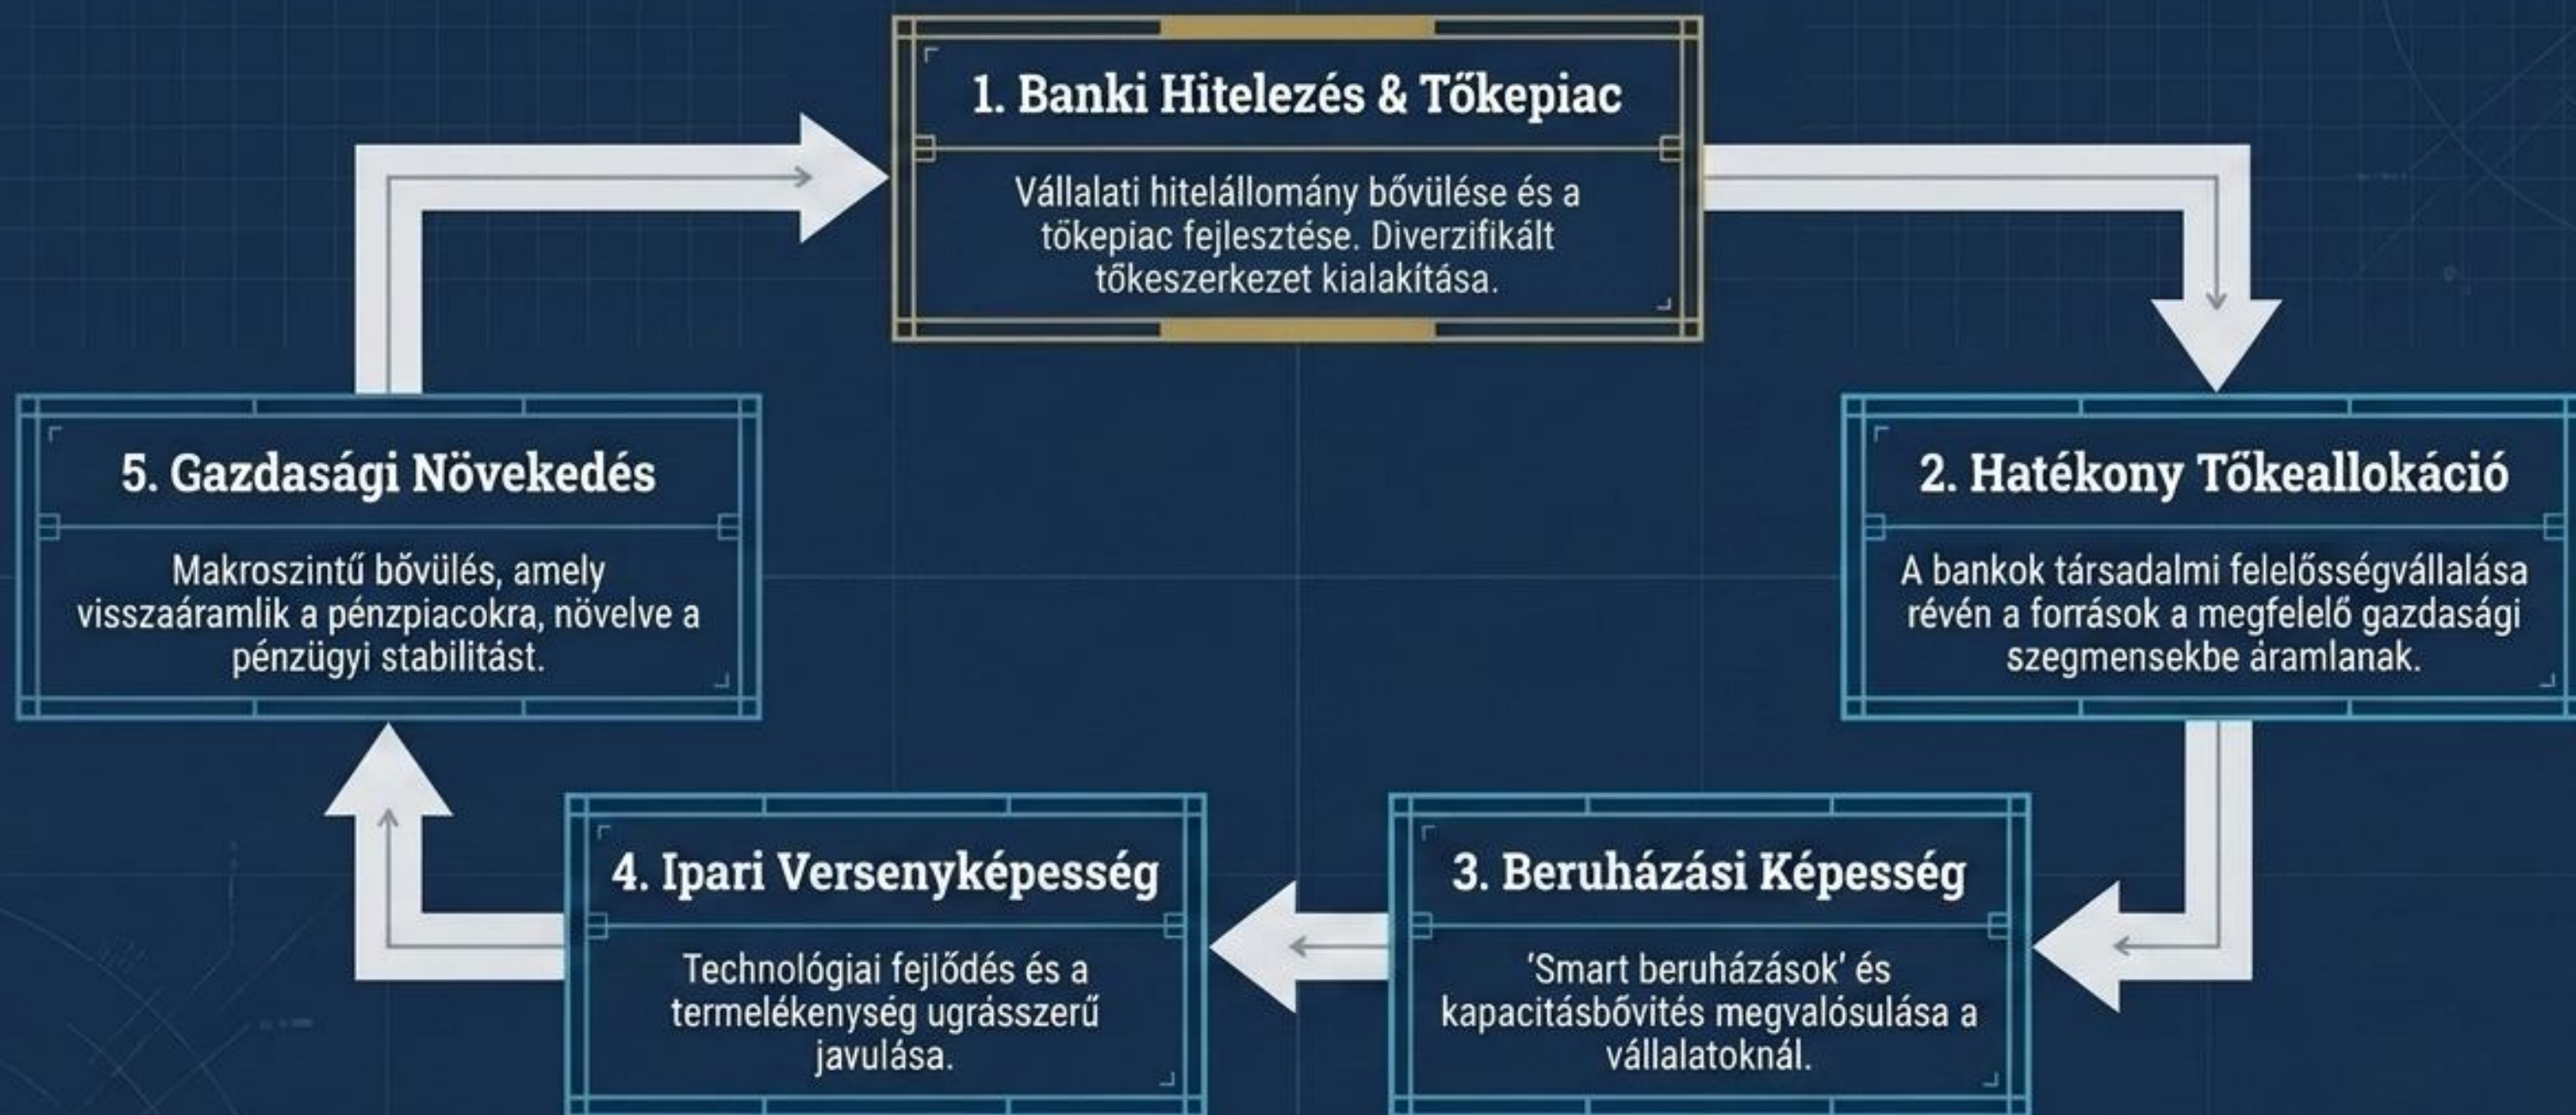 1. Banki Hitelezés & Tőkepiac
Vállalati hitelállomány bővülése és a
tőkepiac fejlesztése. Diverzifikált
tőkeszerkezet kialakítása.
2. Hatékony Tőkeallokáció
A bankok társadalmi felelősségvállalása
révén a források a megfelelő gazdasági
szegmensekbe áramlanak.
3. Beruházási Képesség
‘Smart beruházások’ és
kapacitásbővités megvalósulása a
vállalatoknál.
4. Ipari Versenyképesség
Technológiai fejlődés és a
termelékenység ugrásszerű
javulása.
5. Gazdasági Növekedés
Makroszintű bővülés, amely
visszaáramlik a pénzpiacokra, növelve a
pénzügyi stabilitást.